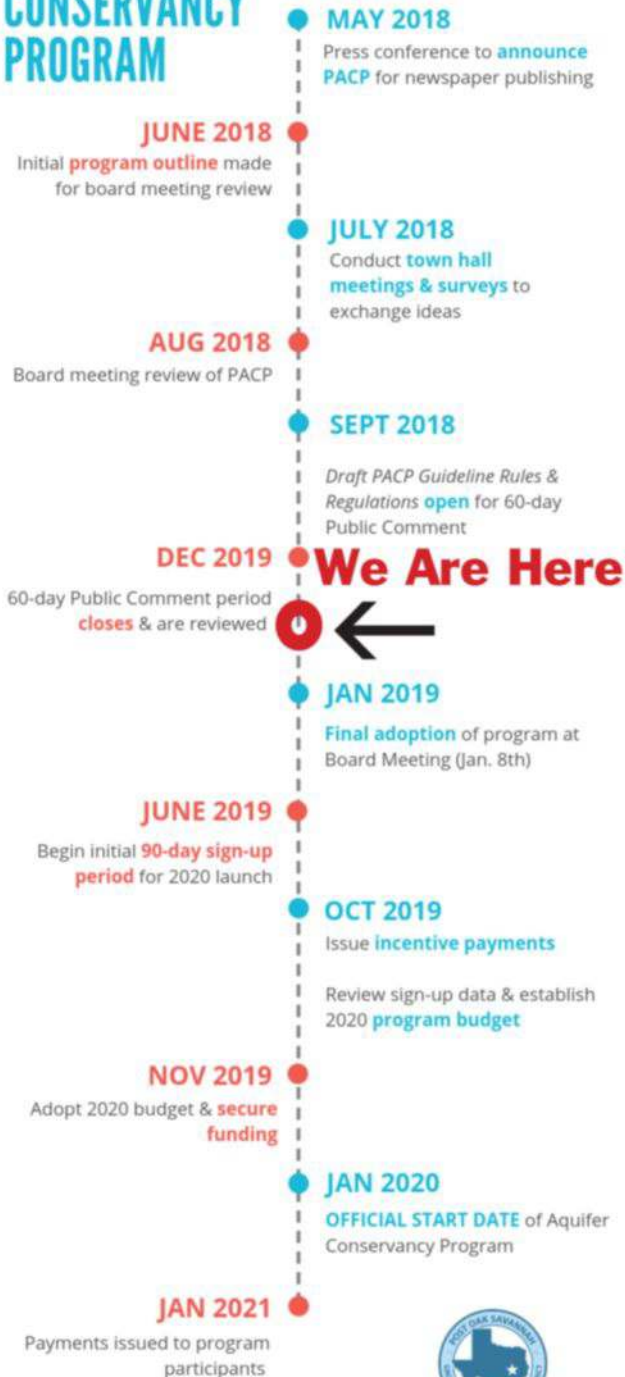 CONSERVANCY
PROGRAM
MAY 2018
Press conference to announce
PACP for newspaper publishing
JUNE 2018
Initial program outline made
for board meeting review
JULY 2018
Conduct town hall
meetings & surveys to
exchange ideas
AUG 2018
Board meeting review of PACP
SEPT 2018
Draft PACP Guideline Rules &
Regulations open for 60-day
Public Comment
DEC 2019
We Are Here
60-day Public Comment period
closes & are reviewed
JAN 2019
Final adoption of program at
Board Meeting (Jan. 8th)
JUNE 2019
Begin initial 90-day sign-up
period for 2020 launch
OCT 2019
Issue incentive payments
Review sign-up data & establish
2020 program budget
NOV 2019
Adopt 2020 budget & secure
funding
JAN 2020
OFFICIAL START DATE of Aquifer
Conservancy Program
JAN 2021
Payments issued to program
participants
POST OAK SAVANNAH